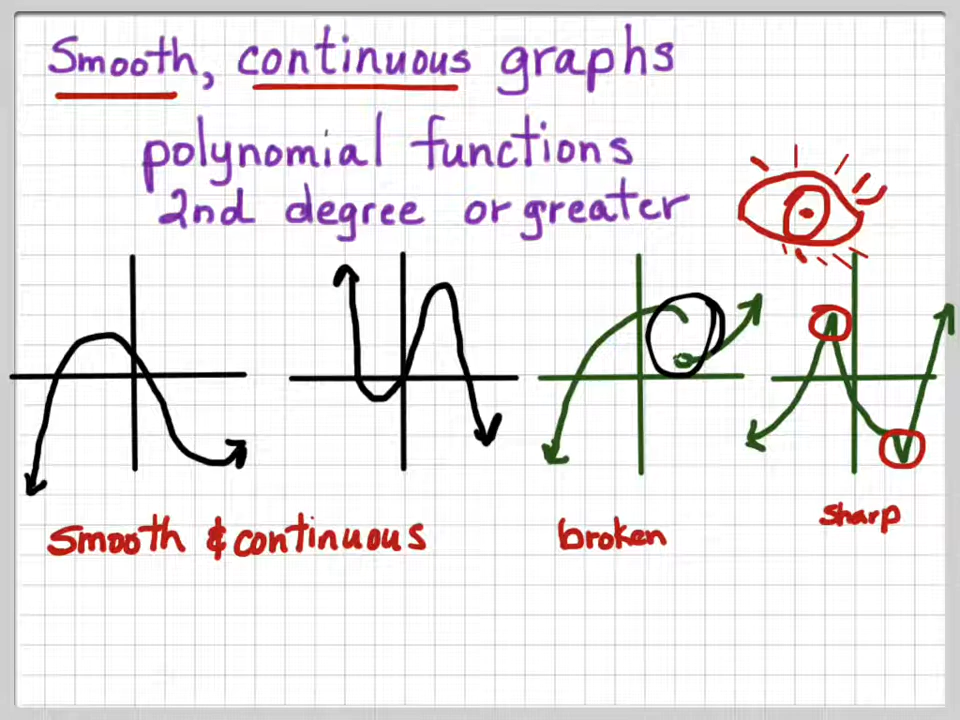 Smooth, continuous graphs
polynomial functions
2nd degree or greater
Smooth & continuous
broken
sharp